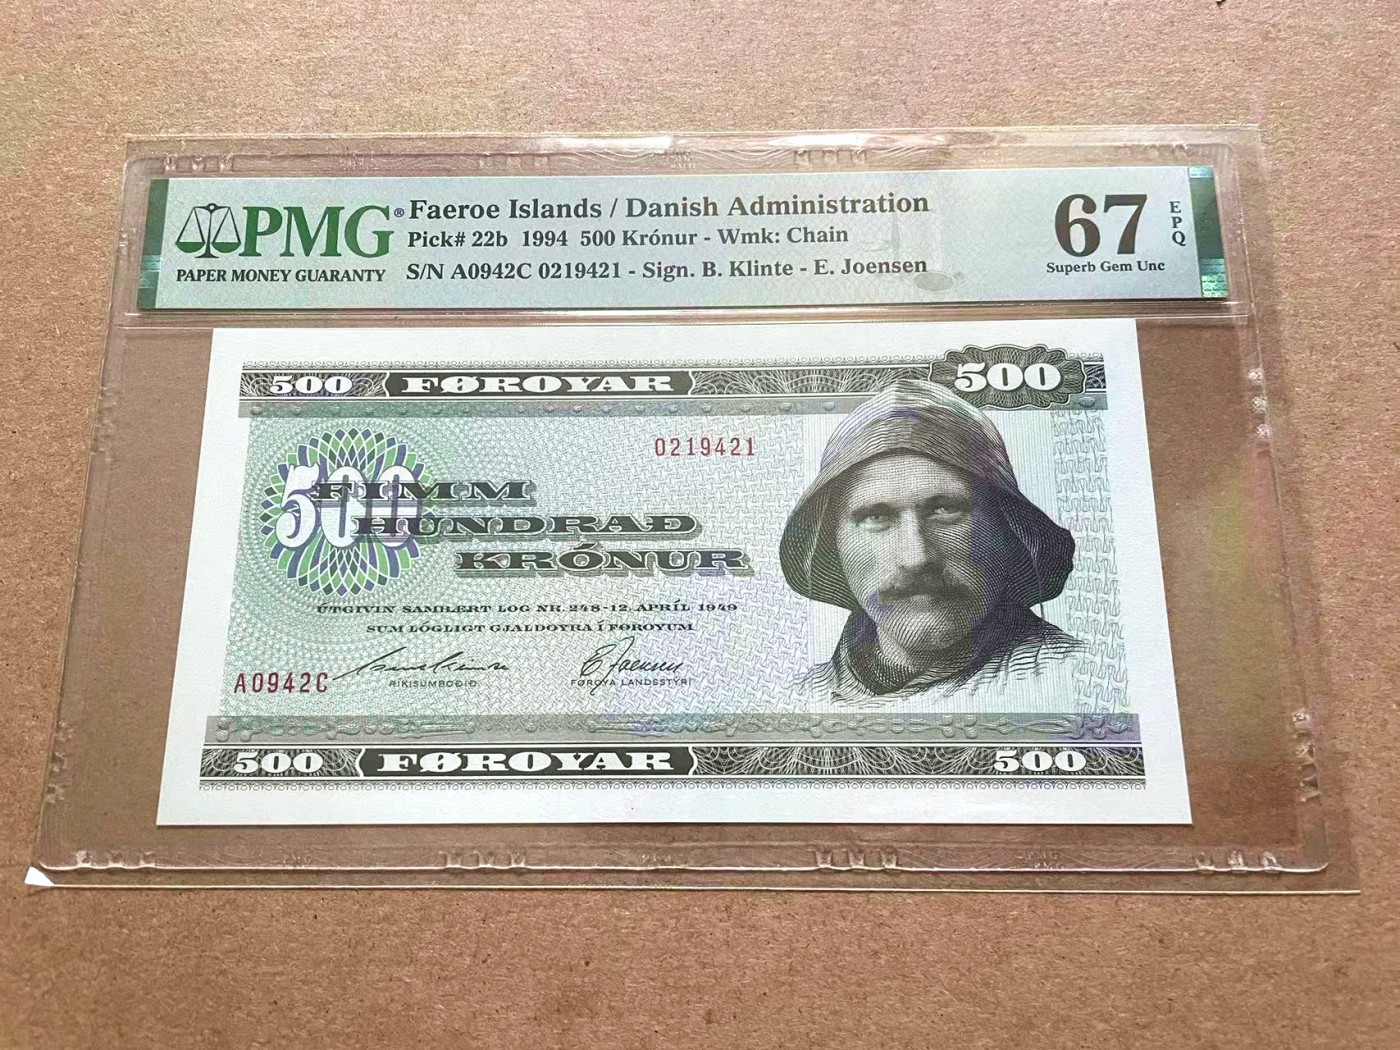 PMG®
PAPER MONEY GUARANTY
Faeroe Islands / Danish Administration
Pick# 22b 1994 500 Krónur - Wmk: Chain
S/N A0942C 0219421 - Sign. B. Klinte - E. Joensen
67
EPQ
Superb Gem Unc
500 FØROYAR 500
0219421
500
FIMM
HUNDRAÐ
KRÓNUR
ÚTGIVIN SAMBÆRT LOG NR. 248-12. APRÍL 1949
SUM LÓGLIGT GJALDOYRA Í FØROYUM
A0942C
E Joensen
RÍKISUMBOÐIÐ
FØROYA LANDSSTÝRI
500 FØROYAR 500